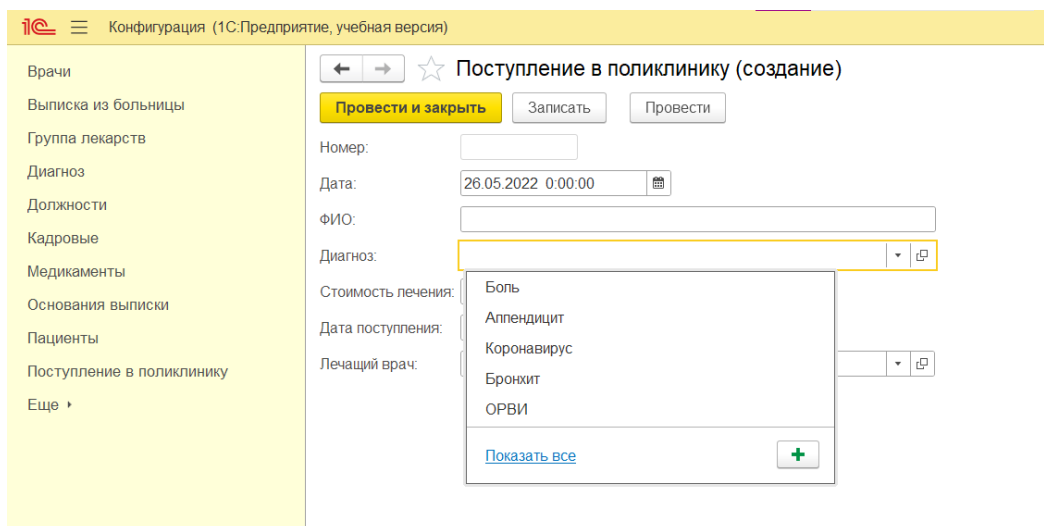 1С Конфигурация (1С:Предприятие, учебная версия)
Врачи
Выписка из больницы
Группа лекарств
Диагноз
Должности
Кадровые
Медикаменты
Основания выписки
Пациенты
Поступление в поликлинику
Еще
Поступление в поликлинику (создание)
Провести и закрыть Записать Провести
Номер:
Дата: 26.05.2022 0:00:00
ФИО:
Диагноз:
Стоимость лечения:
Дата поступления:
Лечащий врач:
Боль
Аппендицит
Коронавирус
Бронхит
ОРВИ
Показать все